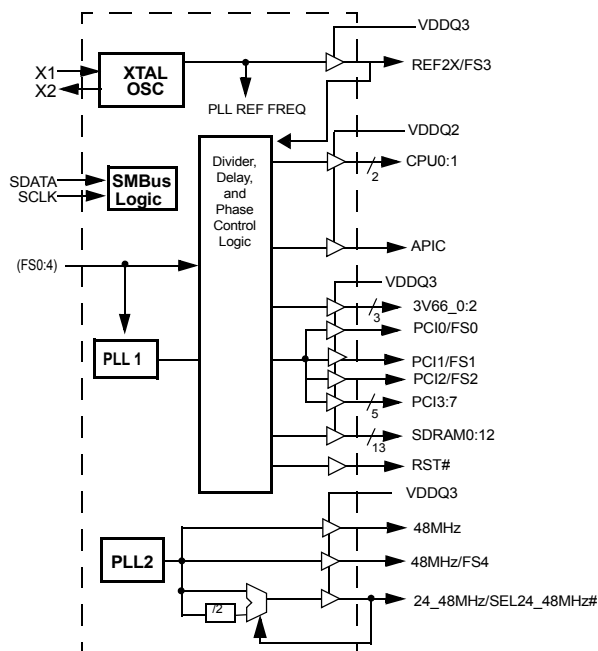 VDDQ3
X1
X2
XTAL
OSC
REF2X/FS3
PLL REF FREQ
VDDQ2
Divider,
Delay,
and
Phase
Control
Logic
CPU0:1
2
SDATA
SCLK
SMBus
Logic
APIC
(FS0:4)
VDDQ3
3V66_0:2
3
PCI0/FS0
PLL 1
PCI1/FS1
PCI2/FS2
PCI3:7
5
SDRAM0:12
13
RST#
VDDQ3
48MHz
PLL2
48MHz/FS4
/2
24_48MHz/SEL24_48MHz#